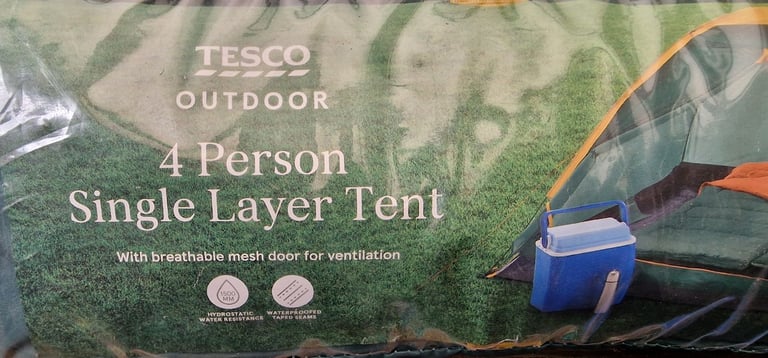 TESCO
OUTDOOR
4 Person
Single Layer Tent
With breathable mesh door for ventilation
1500
MM
HYDROSTATIC
WATER RESISTANCE
WATERPROOFED
TAPED SEAMS